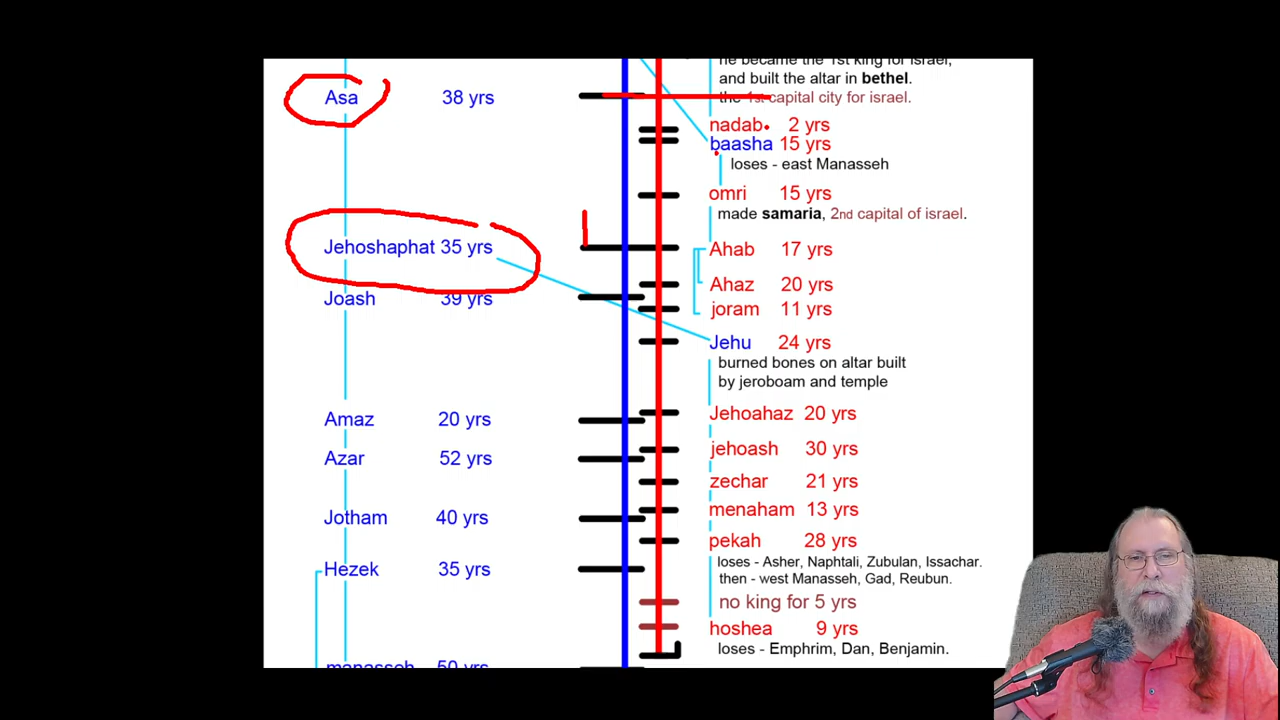 he became the 1st king for israel,
and built the altar in bethel.
Asa 38 yrs the 1st capital city for israel.
nadab 2 yrs
baasha 15 yrs
loses - east Manasseh
omri 15 yrs
made samaria, 2nd capital of israel.
Jehoshaphat 35 yrs Ahab 17 yrs
Ahaz 20 yrs
Joash 39 yrs
joram 11 yrs
Jehu 24 yrs
burned bones on altar built
by jeroboam and temple
Jehoahaz 20 yrs
Amaz 20 yrs
jehoash 30 yrs
Azar 52 yrs
zechar 21 yrs
menaham 13 yrs
Jotham 40 yrs
pekah 28 yrs
loses - Asher, Naphtali, Zubulan, Issachar.
Hezek 35 yrs
then - west Manasseh, Gad, Reubun.
no king for 5 yrs
hoshea 9 yrs
loses - Emphrim, Dan, Benjamin.
manasseh 50 yrs